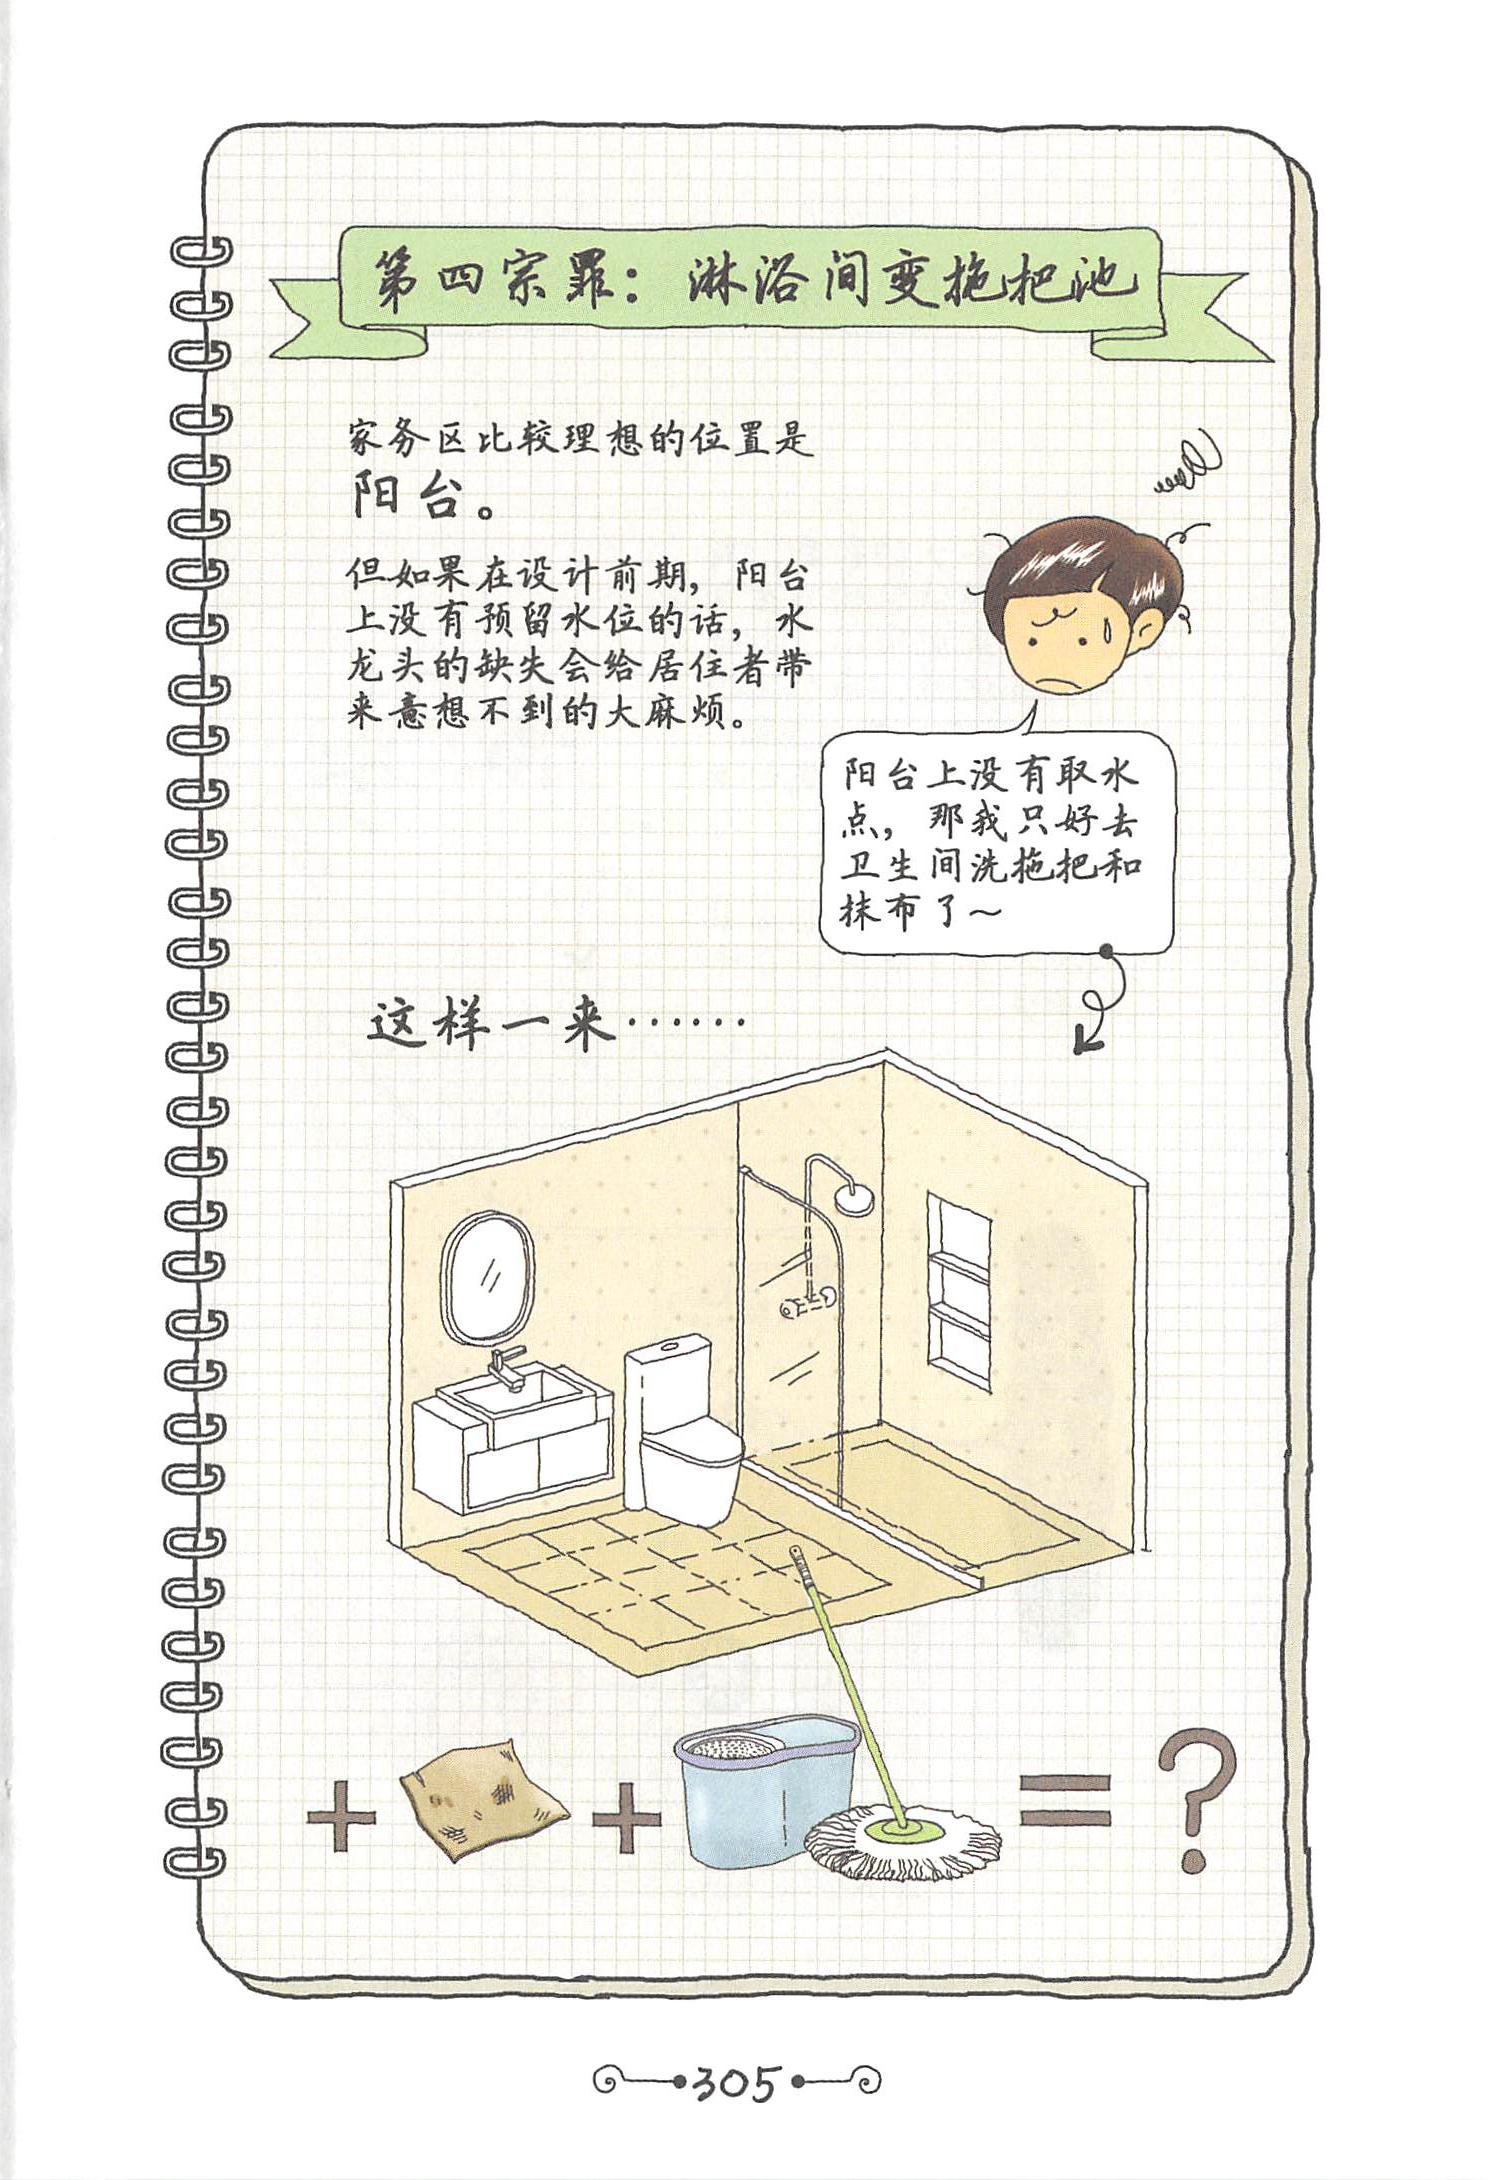 第四宗罪：淋浴间变拖把池
家务区比较理想的位置是
阳台。
但如果在设计前期，阳台
上没有预留水位的话，水
龙头的缺失会给居住者带
来意想不到的大麻烦。
阳台上没有取水
点，那我只好去
卫生间洗拖把和
抹布了～
这样一来……
+ + = ?
305